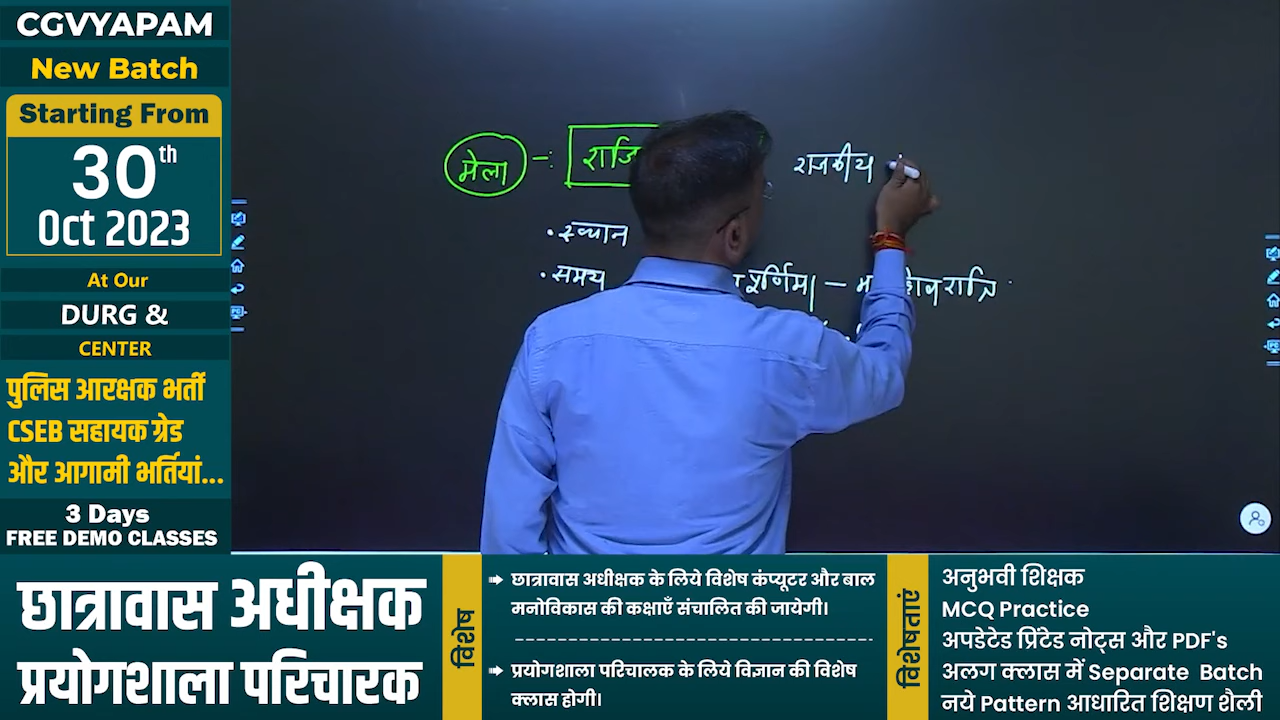 CGVYAPAM
New Batch
Starting From
30th
Oct 2023
At Our
DURG &
CENTER
पुलिस आरक्षक भर्ती
CSEB सहायक ग्रेड
और आगामी भर्तियां...
3 Days
FREE DEMO CLASSES
मेला -: राजि
राजकीय
• स्थान
• समय पूर्णिमा -
छात्रावास अधीक्षक
प्रयोगशाला परिचारक
विशेष
छात्रावास अधीक्षक के लिये विशेष कंप्यूटर और बाल
मनोविकास की कक्षाएँ संचालित की जायेगी।
प्रयोगशाला परिचालक के लिये विज्ञान की विशेष
क्लास होगी।
विशेषताएं
अनुभवी शिक्षक
MCQ Practice
अपडेटेड प्रिंटेड नोट्स और PDF's
अलग क्लास में Separate Batch
नये Pattern आधारित शिक्षण शैली